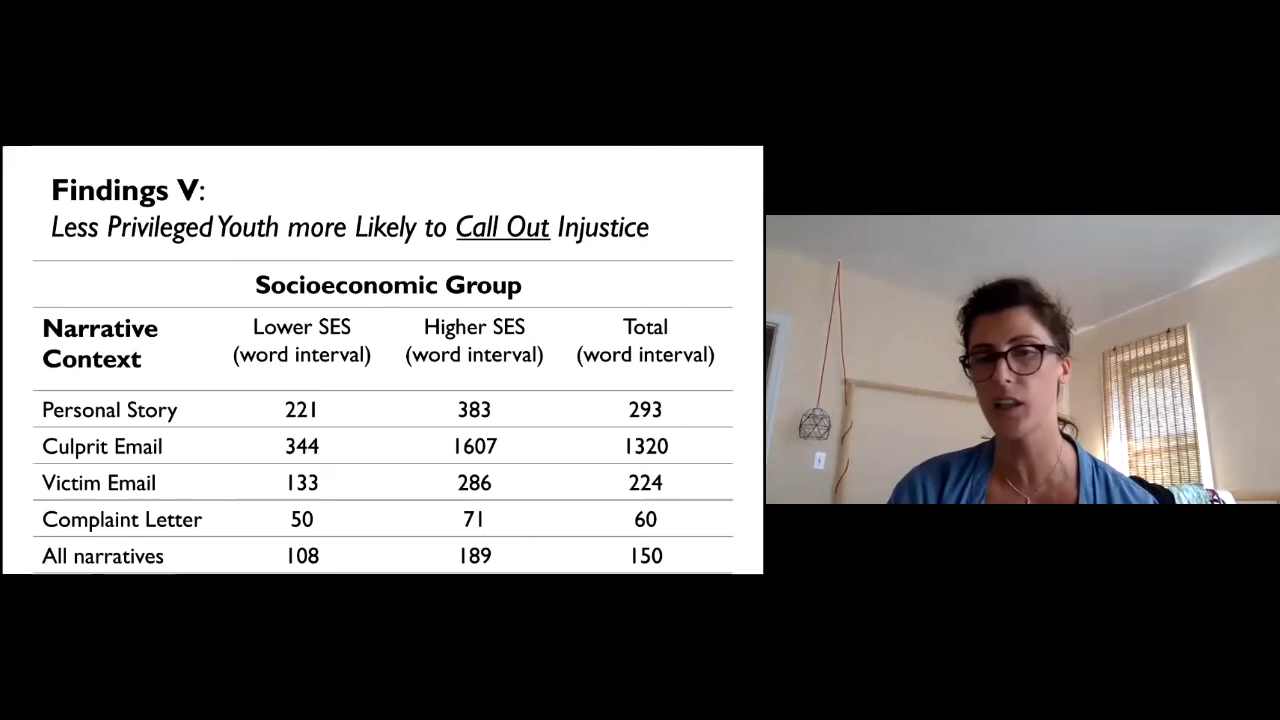 Findings V:
Less Privileged Youth more Likely to Call Out Injustice
Socioeconomic Group
Narrative Context
Lower SES (word interval)
Higher SES (word interval)
Total (word interval)
Personal Story 221 383 293
Culprit Email 344 1607 1320
Victim Email 133 286 224
Complaint Letter 50 71 60
All narratives 108 189 150